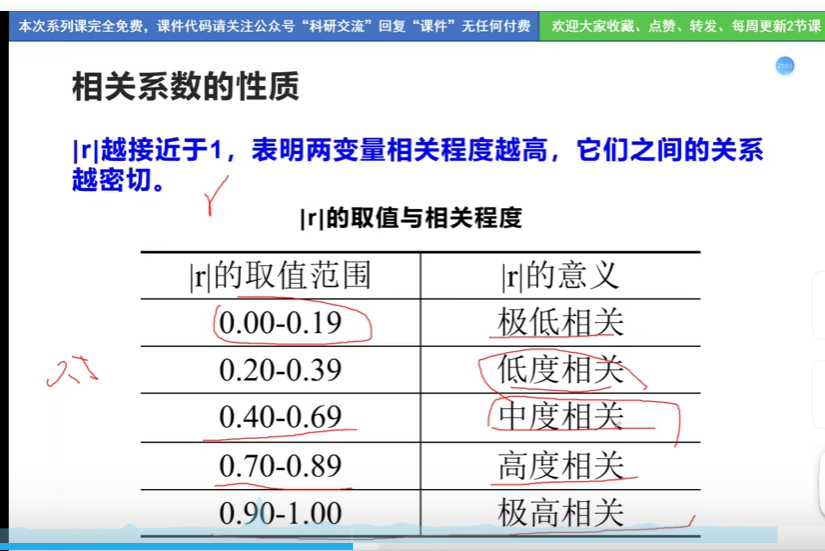 本次系列课完全免费，课件代码请关注公众号“科研交流”回复“课件”无任何付费
欢迎大家收藏、点赞、转发、每周更新2节课
相关系数的性质
|r|越接近于1，表明两变量相关程度越高，它们之间的关系
越密切。
r
|r|的取值与相关程度
|r|的取值范围 |r|的意义
0.00-0.19 极低相关
0.20-0.39 低度相关
0.40-0.69 中度相关
0.70-0.89 高度相关
0.90-1.00 极高相关